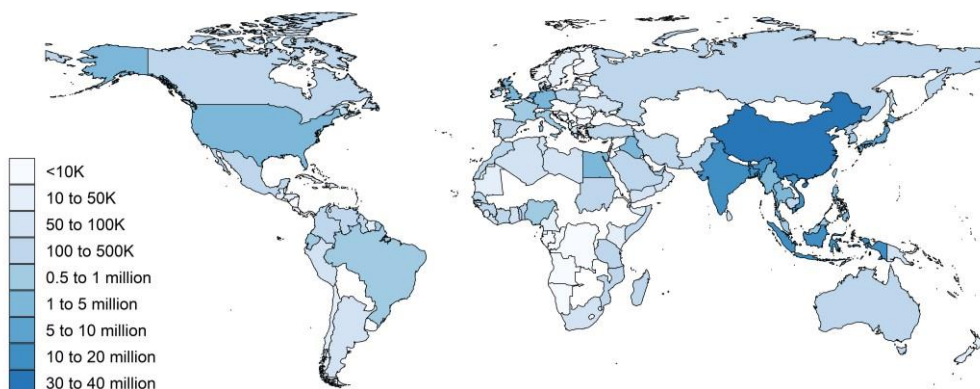 <10K
10 to 50K
50 to 100K
100 to 500K
0.5 to 1 million
1 to 5 million
5 to 10 million
10 to 20 million
30 to 40 million